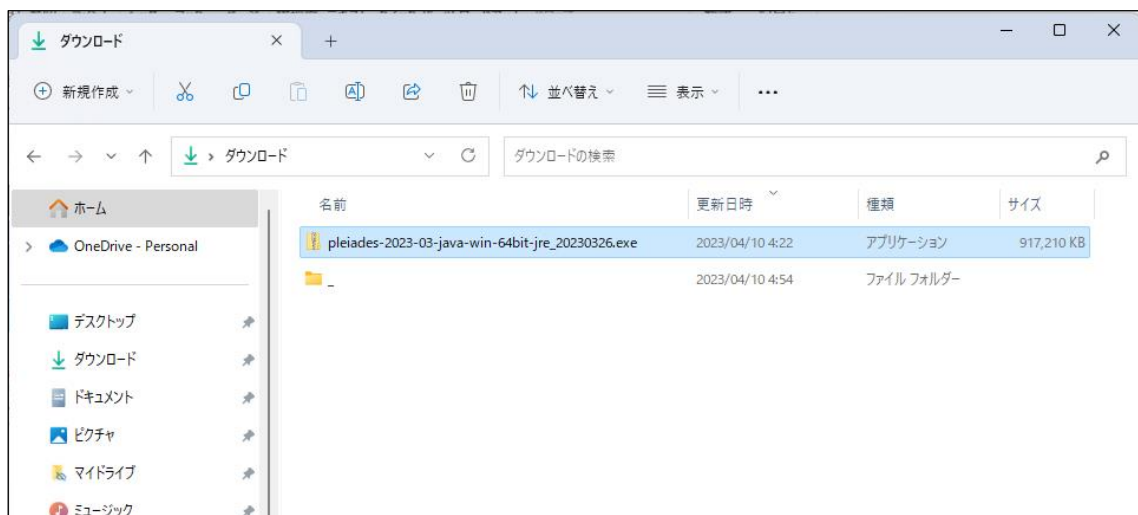 ダウンロード
新規作成
並べ替え
表示
ダウンロード
ダウンロードの検索
ホーム
OneDrive - Personal
デスクトップ
ダウンロード
ドキュメント
ピクチャ
マイドライブ
ミュージック
名前 更新日時 種類 サイズ
pleiades-2023-03-java-win-64bit-jre_20230326.exe 2023/04/10 4:22 アプリケーション 917,210 KB
_ 2023/04/10 4:54 ファイル フォルダー